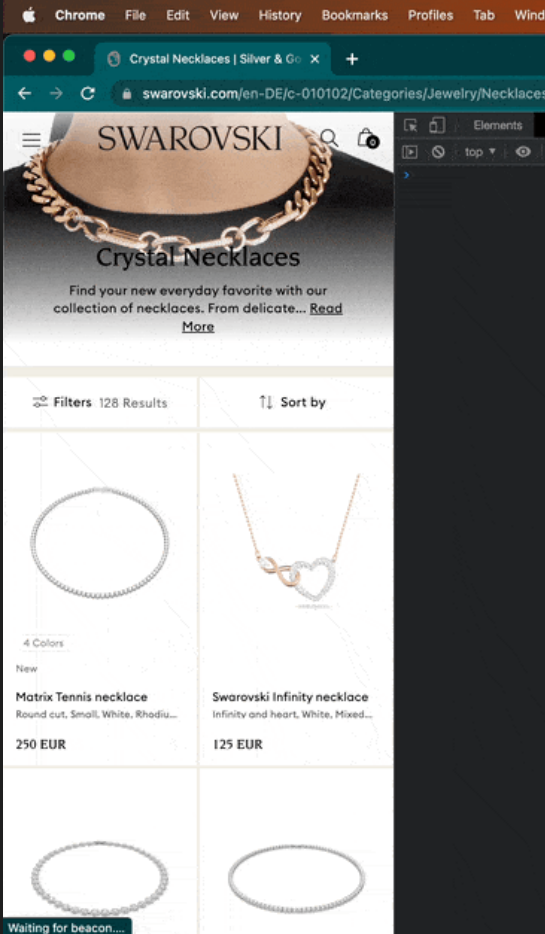 Chrome File Edit View History Bookmarks Profiles Tab Wind
Crystal Necklaces | Silver & Go
swarovski.com/en-DE/c-010102/Categories/Jewelry/Necklaces
SWAROVSKI
0
Elements
top
Crystal Necklaces
Find your new everyday favorite with our
collection of necklaces. From delicate... Read
More
Filters 128 Results
Sort by
4 Colors
New
Matrix Tennis necklace
Round cut, Small, White, Rhodiu...
250 EUR
Swarovski Infinity necklace
Infinity and heart, White, Mixed...
125 EUR
Waiting for beacon....